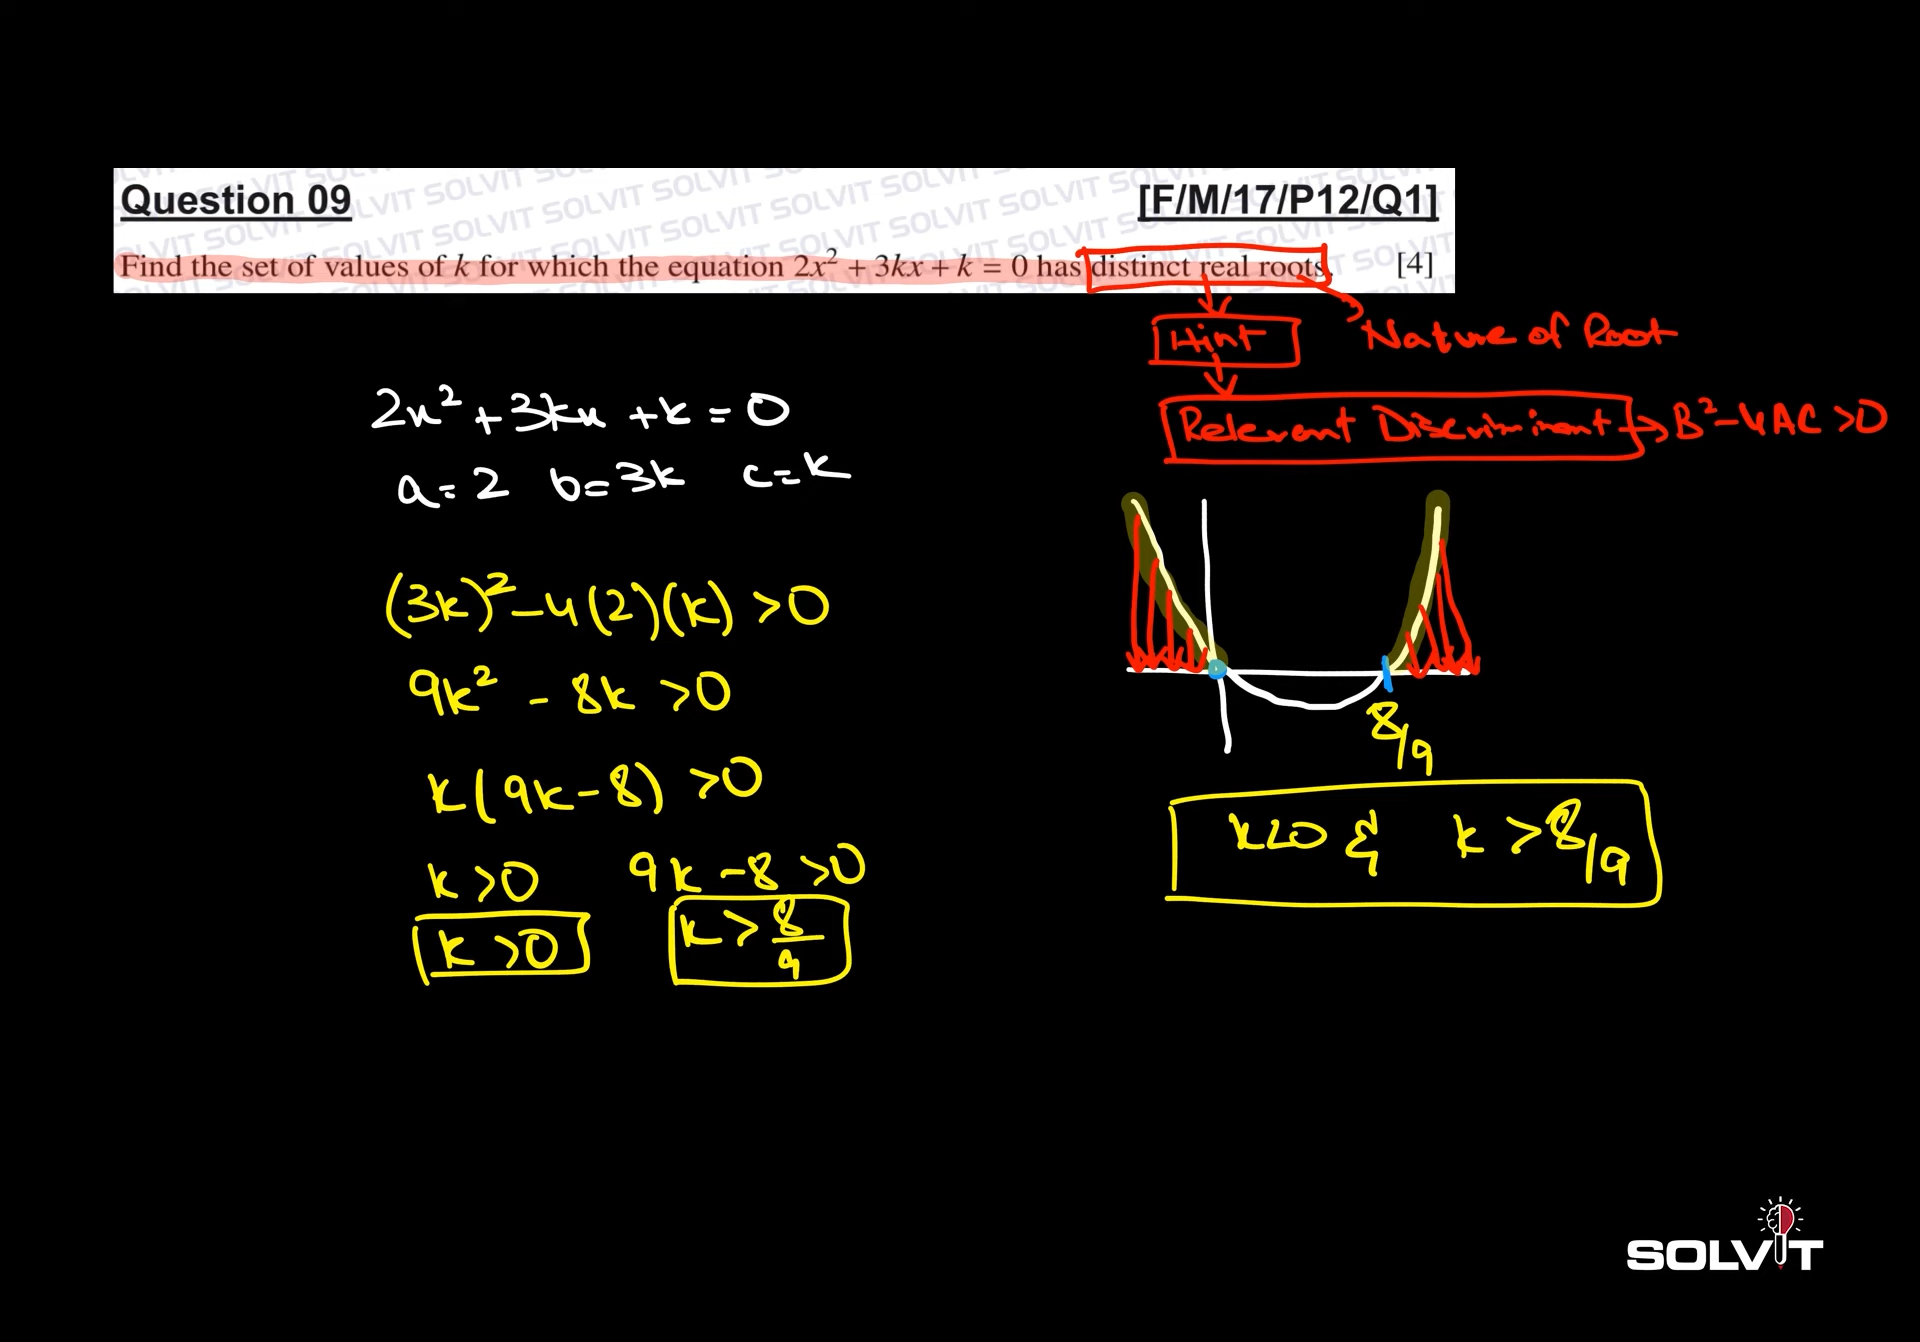 Question 09 [F/M/17/P12/Q1]
Find the set of values of k for which the equation 2x² + 3kx + k = 0 has distinct real roots. [4]
Hint
Nature of Root
Relevent Discriminent → B²-4AC >0
2x² + 3kx + k = 0
a = 2 b = 3k c = k
(3k)² - 4(2)(k) >0
9k² - 8k >0
k(9k-8) >0
k >0 9k -8 >0
k >0 k > 8/9
8/9
k<0 & k > 8/9
SOLVIT